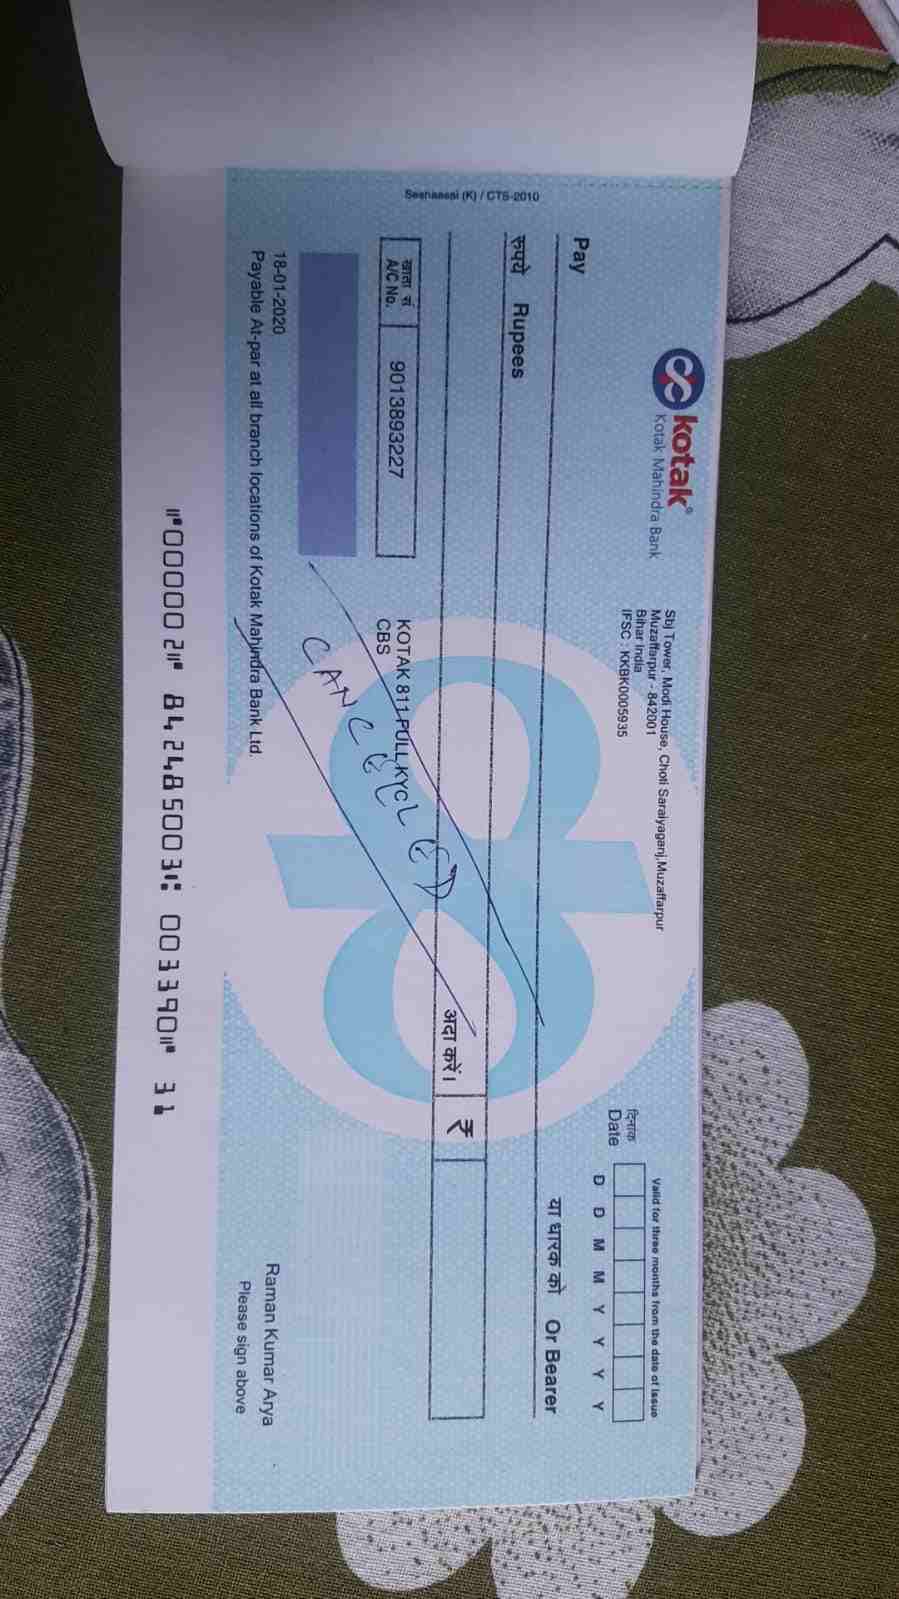 kotak®
Kotak Mahindra Bank
Sbj Tower, Modi House, Choti Saraiyaganj,Muzaffarpur
Muzaffarpur - 842001
Bihar India
IFSC : KKBK0005935
Valid for three months from the date of issue
दिनांक
Date
D D M M Y Y Y Y
Pay
या धारक को Or Bearer
रुपये Rupees
अदा करें।
₹
खाता सं
A/C No.
9013893227
KOTAK 811 FULL KYC
CBS
CANCELLED
18-01-2020
Payable At-par at all branch locations of Kotak Mahindra Bank Ltd.
Raman Kumar Arya
Please sign above
Seshaasai (K) / CTS-2010
⑈000002⑈ 842485003⑆ 003390⑈ 31